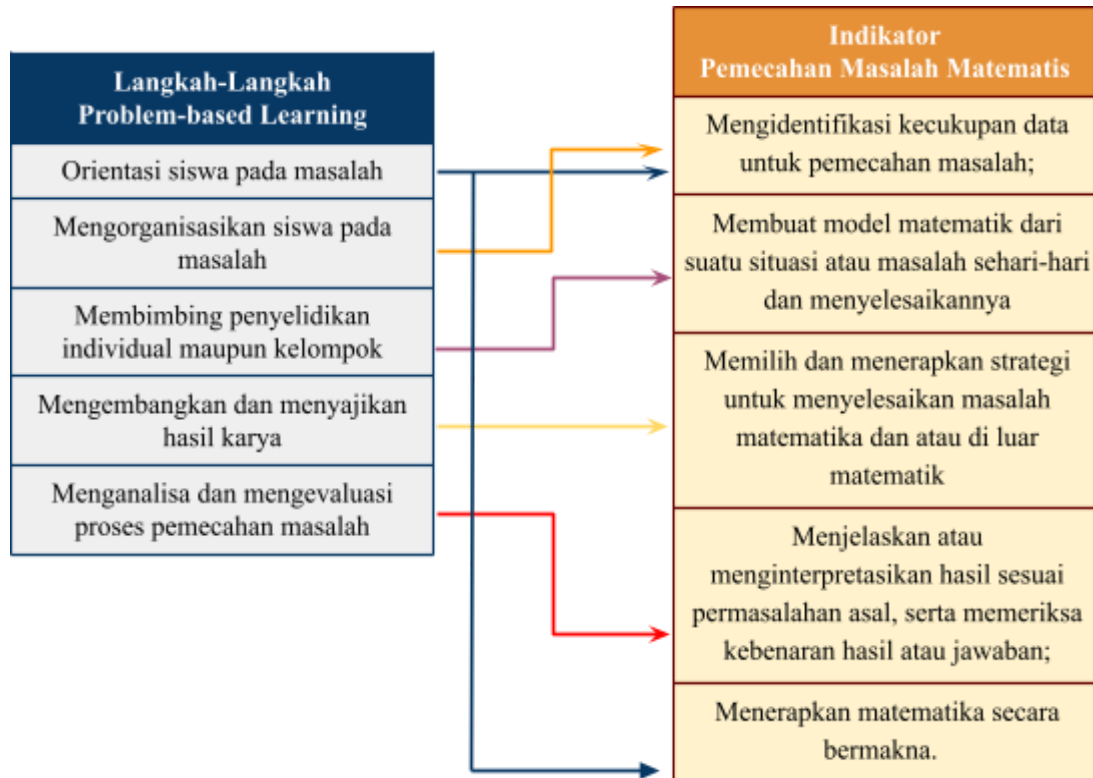 Langkah-Langkah
Problem-based Learning
Orientasi siswa pada masalah
Mengorganisasikan siswa pada
masalah
Membimbing penyelidikan
individual maupun kelompok
Mengembangkan dan menyajikan
hasil karya
Menganalisa dan mengevaluasi
proses pemecahan masalah
Indikator
Pemecahan Masalah Matematis
Mengidentifikasi kecukupan data
untuk pemecahan masalah;
Membuat model matematik dari
suatu situasi atau masalah sehari-hari
dan menyelesaikannya
Memilih dan menerapkan strategi
untuk menyelesaikan masalah
matematika dan atau di luar
matematik
Menjelaskan atau
menginterpretasikan hasil sesuai
permasalahan asal, serta memeriksa
kebenaran hasil atau jawaban;
Menerapkan matematika secara
bermakna.